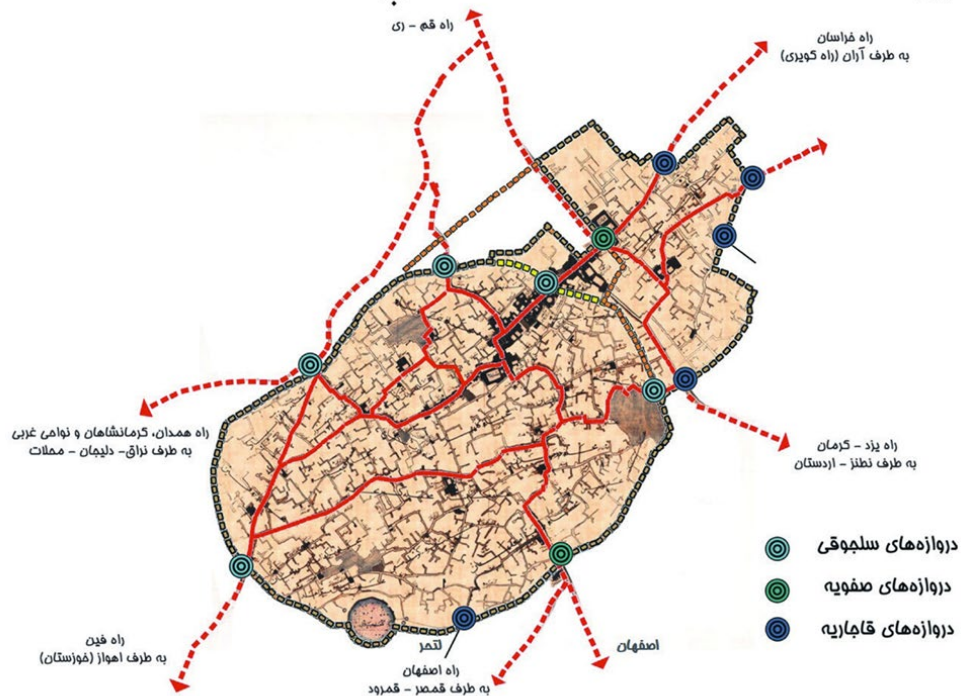 راه قم - ری
راه خراسان
به طرف آران (راه کویری)
راه همدان، کرمانشاهان و نواحی غربی
به طرف نراق- دلیجان - محلات
راه یزد - کرمان
به طرف نطنز - اردستان
دروازه‌های سلجوقی
دروازه‌های صفویه
دروازه‌های قاجاریه
راه فین
به طرف اهواز (خوزستان)
لتحر
اصفهان
راه اصفهان
به طرف قمصر - قمرود